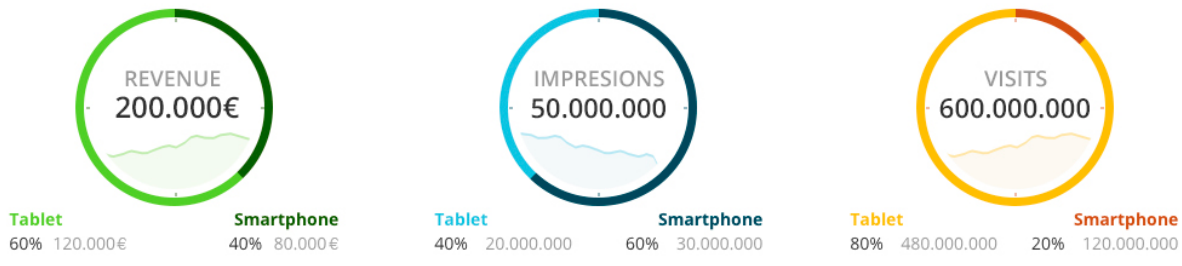 REVENUE
200.000€
Tablet
Smartphone
60% 120.000€
40% 80.000€
IMPRESIONS
50.000.000
Tablet
Smartphone
40% 20.000.000
60% 30.000.000
VISITS
600.000.000
Tablet
Smartphone
80% 480.000.000
20% 120.000.000